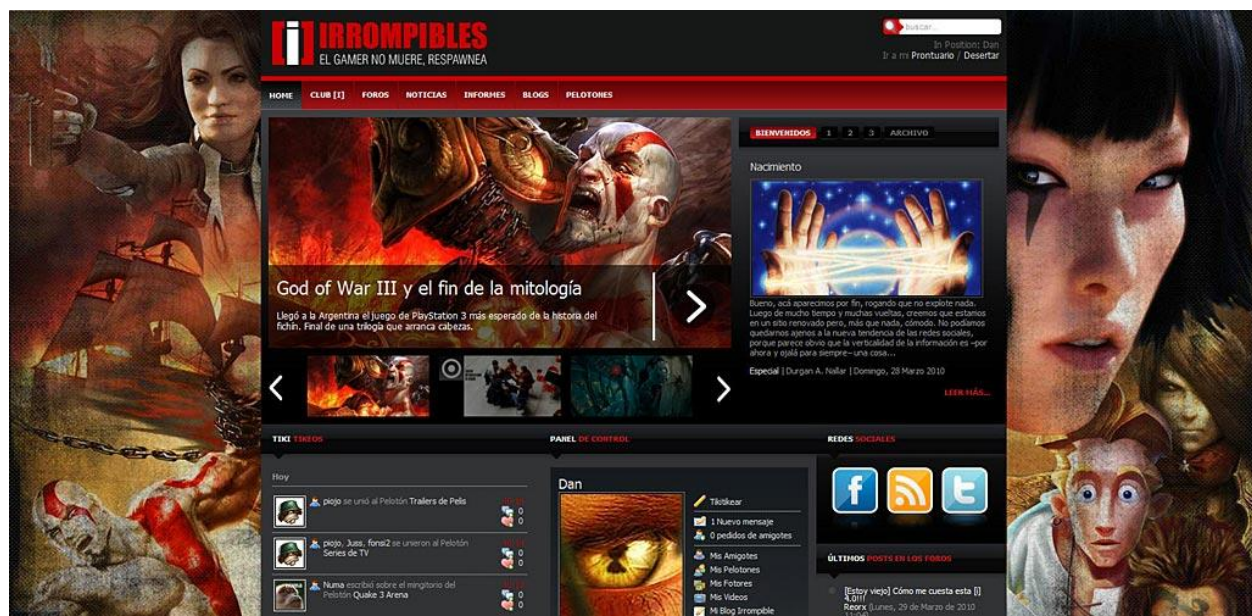 [i] IRROMPIBLES
EL GAMER NO MUERE, RESPAWNEA
buscar...
In Position: Dan
Ir a mi Prontuario / Desertar
HOME CLUB [I] FOROS NOTICIAS INFORMES BLOGS PELOTONES
God of War III y el fin de la mitología
Llegó a la Argentina el juego de PlayStation 3 más esperado de la historia del
fichín. Final de una trilogía que arranca cabezas.
BIENVENIDOS 1 2 3 ARCHIVO
Nacimiento
Bueno, acá aparecimos por fin, rogando que no explote nada.
Luego de mucho tiempo y muchas vueltas, creemos que estamos
en un sitio renovado pero, más que nada, cómodo. No podíamos
quedarnos ajenos a la nueva tendencia de las redes sociales,
porque parece obvio que la verticalidad de la información es –por
ahora y ojalá para siempre– una cosa...
Especial | Durgan A. Nallar | Domingo, 28 Marzo 2010
LEER MÁS...
TIKI TIKEOS
Hoy
piojo se unió al Pelotón Trailers de Pelis
0
0
piojo, Juss, fonsi2 se unieron al Pelotón
Series de TV
0
0
Numa escribió sobre el mingitorio del
Pelotón Quake 3 Arena
0
0
PANEL DE CONTROL
Dan
Tikitikear
1 Nuevo mensaje
0 pedidos de amigotes
Mis Amigotes
Mis Pelotones
Mis Fotores
Mis Videos
Mi Blog Irrompible
REDES SOCIALES
ÚLTIMOS POSTS EN LOS FOROS
[Estoy viejo] Cómo me cuesta esta [i]
4.0!!!
Reorx (Lunes, 29 de Marzo de 2010